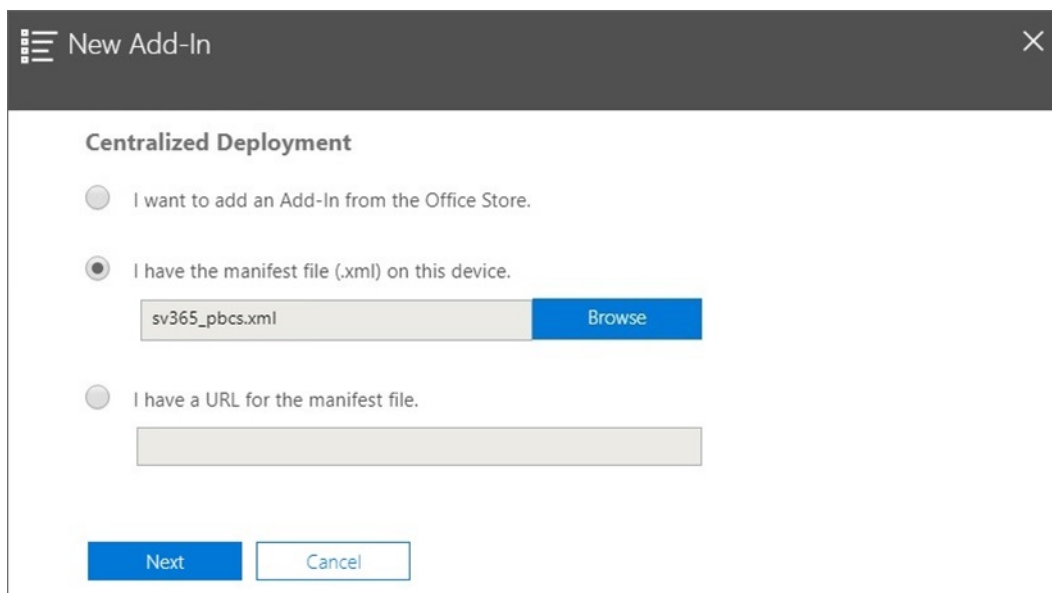 New Add-In
Centralized Deployment
I want to add an Add-In from the Office Store.
I have the manifest file (.xml) on this device.
sv365_pbcs.xml
Browse
I have a URL for the manifest file.
Next
Cancel